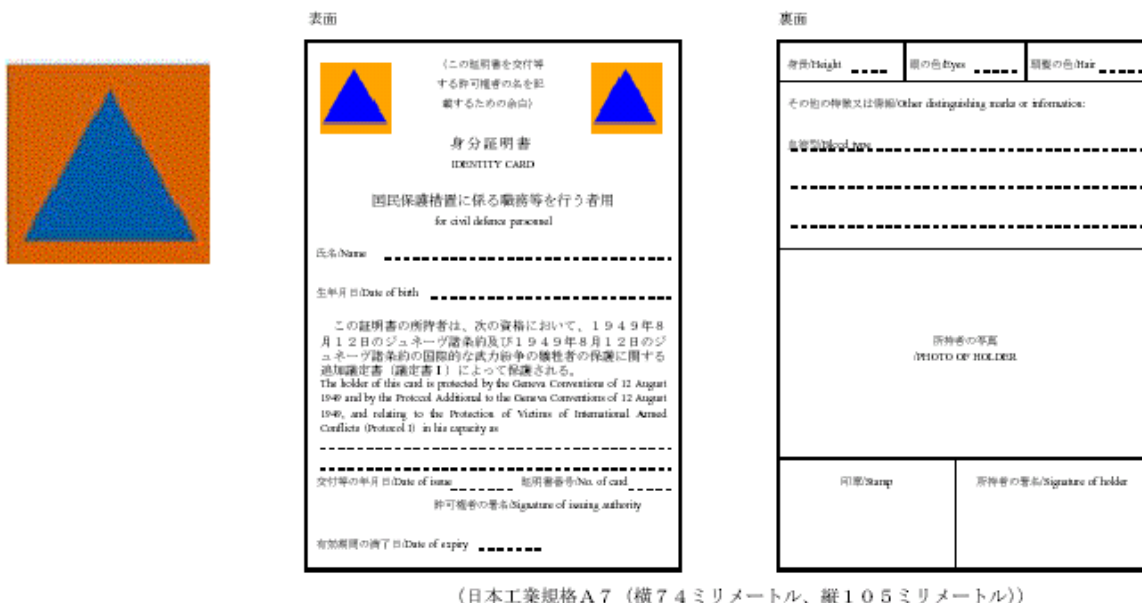 表面
(この証明書を交付等
する許可権者の名を記
載するための余白)
身分証明書
IDENTITY CARD
国民保護措置に係る職務等を行う者用
for civil defence personnel
氏名/Name
生年月日/Date of birth
この証明書の所持者は、次の資格において、1949年8
月12日のジュネーヴ諸条約及び1949年8月12日のジ
ュネーヴ諸条約の国際的な武力紛争の犠牲者の保護に関する
追加議定書(議定書Ⅰ)によって保護される。
The holder of this card is protected by the Geneva Conventions of 12 August
1949 and by the Protocol Additional to the Geneva Conventions of 12 August
1949, and relating to the Protection of Victims of International Armed
Conflicts (Protocol I) in his capacity as
交付等の年月日/Date of issue 証明書番号/No. of card
許可権者の署名/Signature of issuing authority
有効期間の満了日/Date of expiry
裏面
身長/Height 眼の色/Eyes 頭髪の色/Hair
その他の特徴又は情報/Other distinguishing marks or information:
血液型/Blood type
所持者の写真
/PHOTO OF HOLDER
印章/Stamp 所持者の署名/Signature of holder
(日本工業規格A7(横74ミリメートル、縦105ミリメートル))